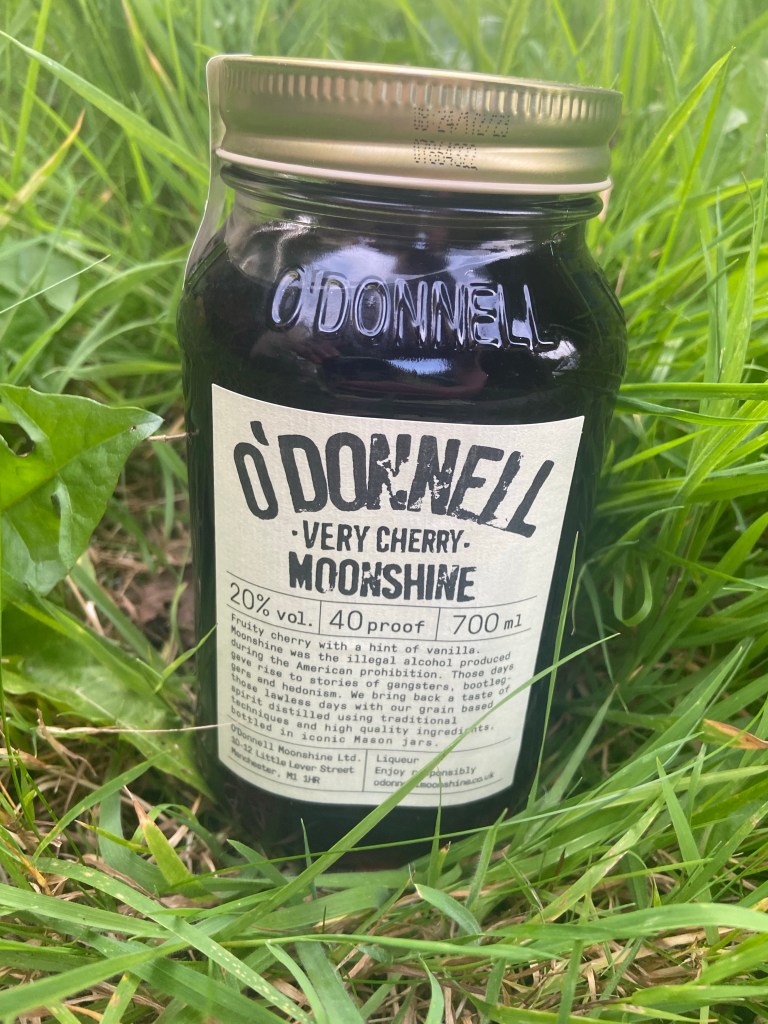 07864322
O'DONNELL
O'DONNELL
·VERY CHERRY·
MOONSHINE
20% vol. 40 proof 700 ml
Fruity cherry with a hint of vanilla.
Moonshine was the illegal alcohol produced
during the American prohibition. Those days
gave rise to stories of gangsters, bootleg-
gers and hedonism. We bring back a taste of
those lawless days with our grain based
spirit distilled using traditional
techniques and high quality ingredients,
bottled in iconic Mason jars.
O'Donnell Moonshine Ltd.
10-12 Little Lever Street
Manchester, M1 1HR
Liqueur
Enjoy responsibly
odonnellmoonshine.co.uk